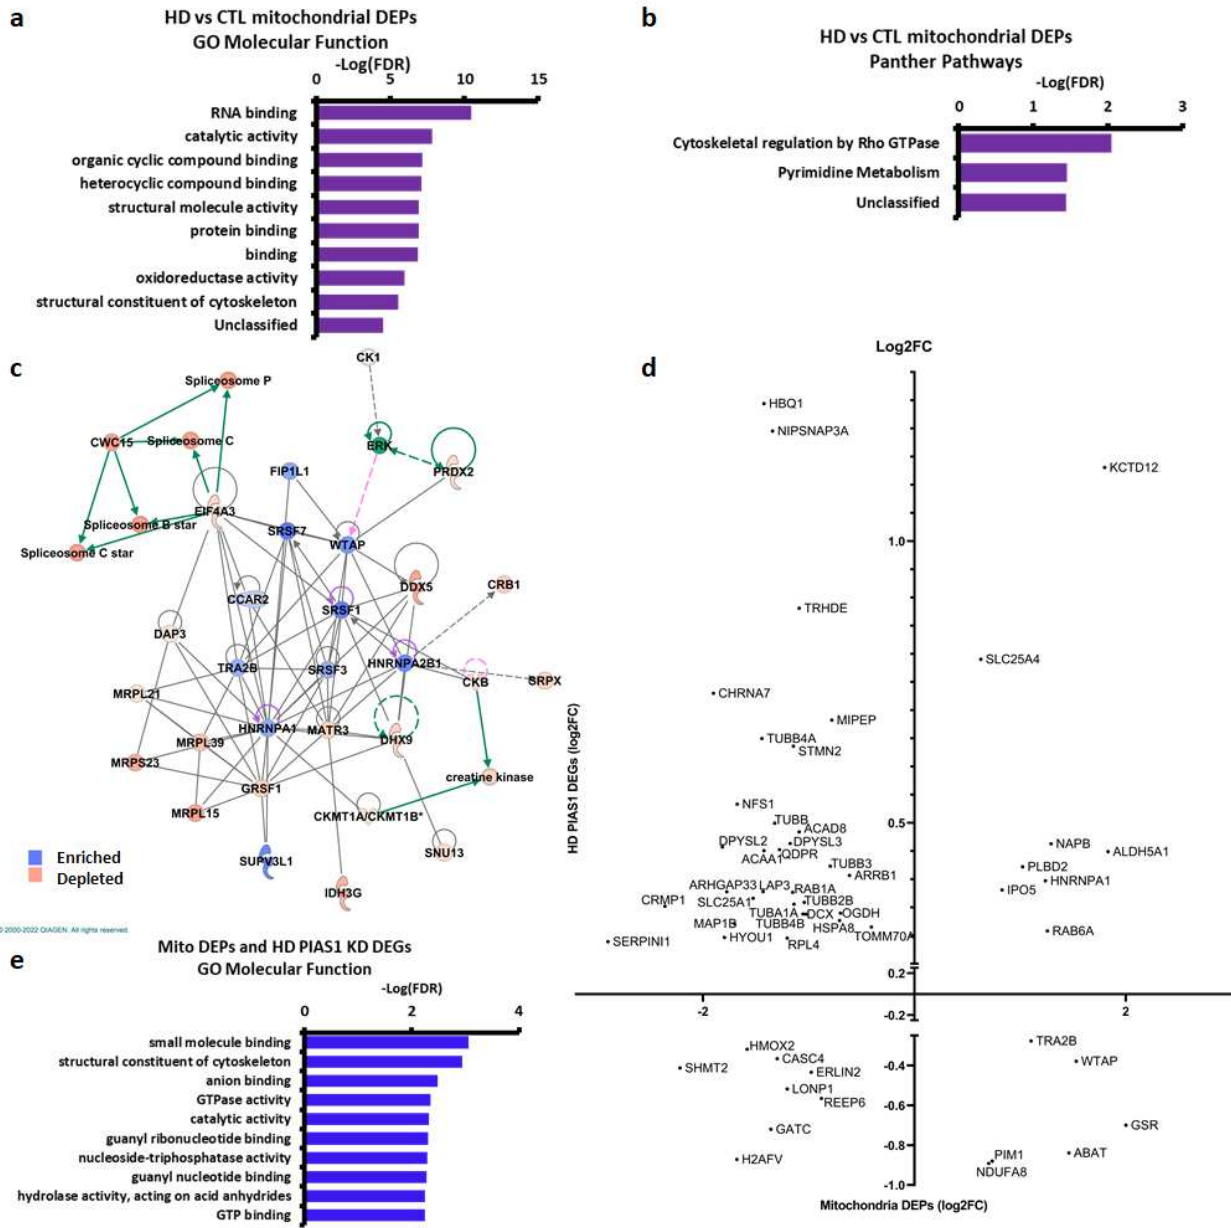 a
HD vs CTL mitochondrial DEPs
GO Molecular Function
-Log(FDR)
0 5 10 15
RNA binding
catalytic activity
organic cyclic compound binding
heterocyclic compound binding
structural molecule activity
protein binding
binding
oxidoreductase activity
structural constituent of cytoskeleton
Unclassified
b
HD vs CTL mitochondrial DEPs
Panther Pathways
-Log(FDR)
0 1 2 3
Cytoskeletal regulation by Rho GTPase
Pyrimidine Metabolism
Unclassified
c
CK1
Spliceosome P
CWC15
Spliceosome C
ERK
PRDX2
FIP1L1
EIF4A3
Spliceosome B star
SRSF7
WTAP
Spliceosome C star
DDX5
CRB1
CCAR2
SRSF1
DAP3
TRA2B
SRSF3
HNRNPA2B1
CKB
SRPX
MRPL21
HNRNPA1
MATR3
DHX9
MRPL39
MRPS23
creatine kinase
GRSF1
MRPL15
CKMT1A/CKMT1B*
SNU13
SUPV3L1
IDH3G
Enriched
Depleted
© 2000-2022 QIAGEN. All rights reserved.
d
Log2FC
HBQ1
NIPSNAP3A
KCTD12
1.0
TRHDE
SLC25A4
CHRNA7
MIPEP
TUBB4A
STMN2
NFS1
0.5
TUBB
ACAD8
DPYSL2
DPYSL3
NAPB
ACAA1
QDPR
ALDH5A1
TUBB3
PLBD2
ARRB1
HNRNPA1
ARHGAP33
LAP3
RAB1A
IPO5
CRMP1
SLC25A1
TUBB2B
TUBA1A
DCX
OGDH
MAP1B
TUBB4B
HSPA8
RAB6A
SERPINI1
HYOU1
RPL4
TOMM70A
HD PIAS1 DEGs (log2FC)
0.2
-2
2
-0.2
HMOX2
TRA2B
CASC4
WTAP
SHMT2
-0.4
ERLIN2
LONP1
REEP6
-0.6
GATC
GSR
-0.8
H2AFV
PIM1
ABAT
NDUFA8
-1.0
Mitochondria DEPs (log2FC)
e
Mito DEPs and HD PIAS1 KD DEGs
GO Molecular Function
-Log(FDR)
0 2 4
small molecule binding
structural constituent of cytoskeleton
anion binding
GTPase activity
catalytic activity
guanyl ribonucleotide binding
nucleoside-triphosphatase activity
guanyl nucleotide binding
hydrolase activity, acting on acid anhydrides
GTP binding